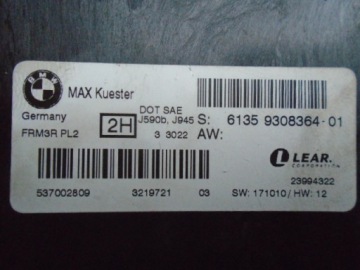 BMW
MAX Kuester
Germany
FRM3R PL2
2H
DOT SAE
J590b, J945
3 3022
S: 6135 9308364-01
AW:
LEAR.
CORPORATION
23994322
537002809
3219721
03
SW: 171010 / HW: 12